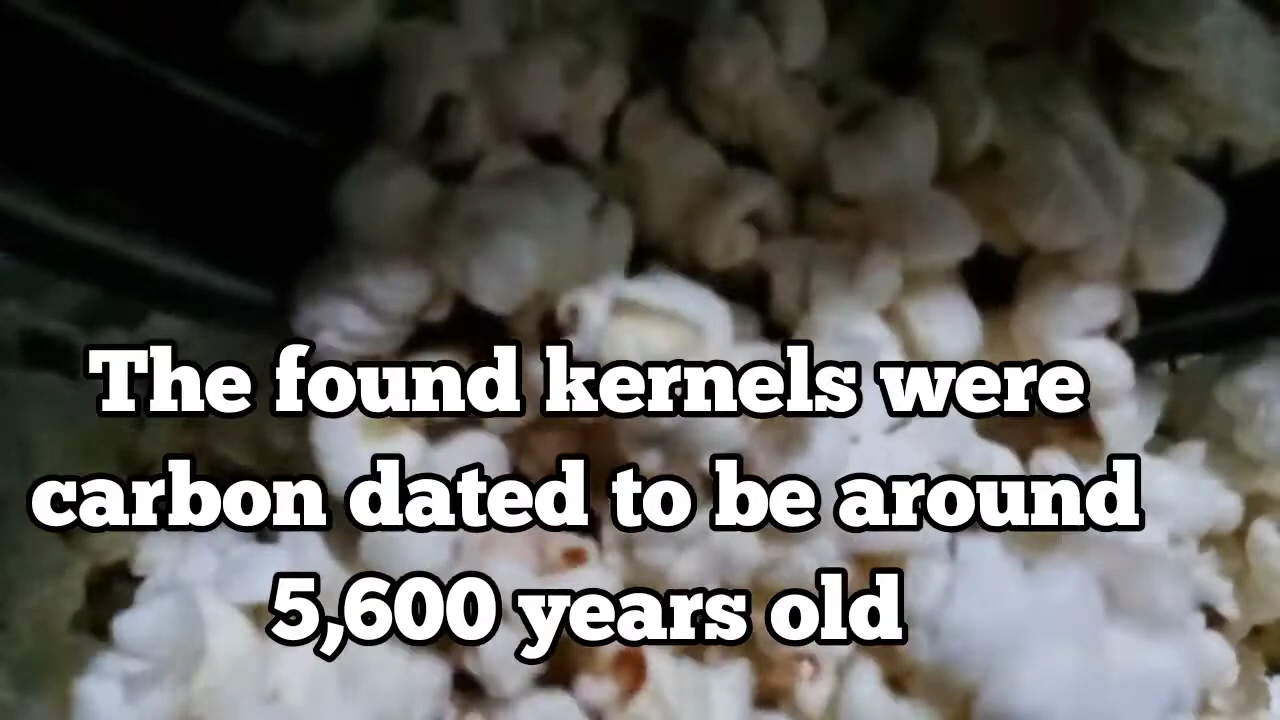 The found kernels were
carbon dated to be around
5,600 years old